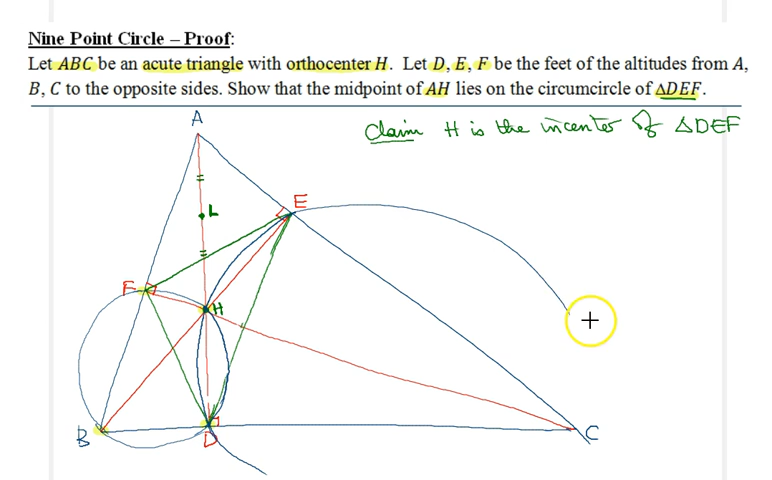 Nine Point Circle – Proof:
Let ABC be an acute triangle with orthocenter H. Let D, E, F be the feet of the altitudes from A,
B, C to the opposite sides. Show that the midpoint of AH lies on the circumcircle of ΔDEF.
A
Claim H is the incenter of ΔDEF
E
L
F
H
B
D
C